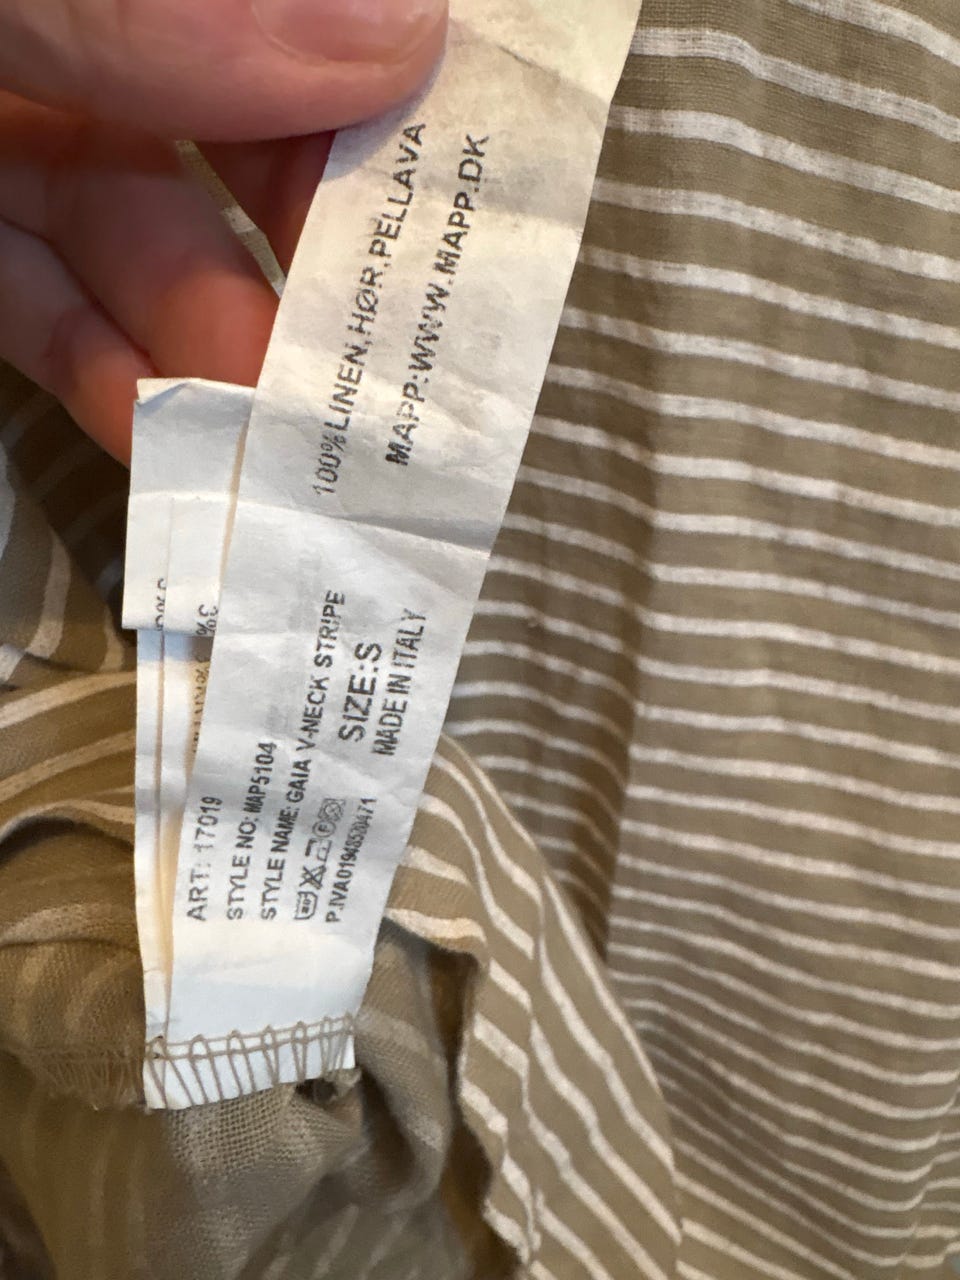 100% LINEN,HØR,PELLAVA
MAPP:WWW.MAPP.DK
ART: 17019
STYLE NO: MAP5104
STYLE NAME: GAIA V-NECK STRIPE
SIZE:S
MADE IN ITALY